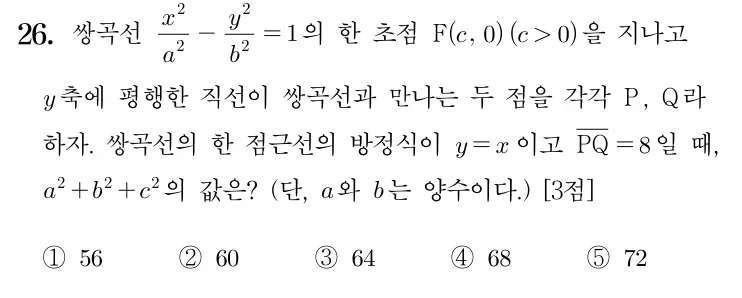 26. 쌍곡선 x²/a² − y²/b² = 1의 한 초점 F(c, 0) (c > 0)을 지나고
y축에 평행한 직선이 쌍곡선과 만나는 두 점을 각각 P, Q라
하자. 쌍곡선의 한 점근선의 방정식이 y = x 이고 P̅Q̅ = 8일 때,
a² + b² + c²의 값은? (단, a와 b는 양수이다.) [3점]
① 56 ② 60 ③ 64 ④ 68 ⑤ 72